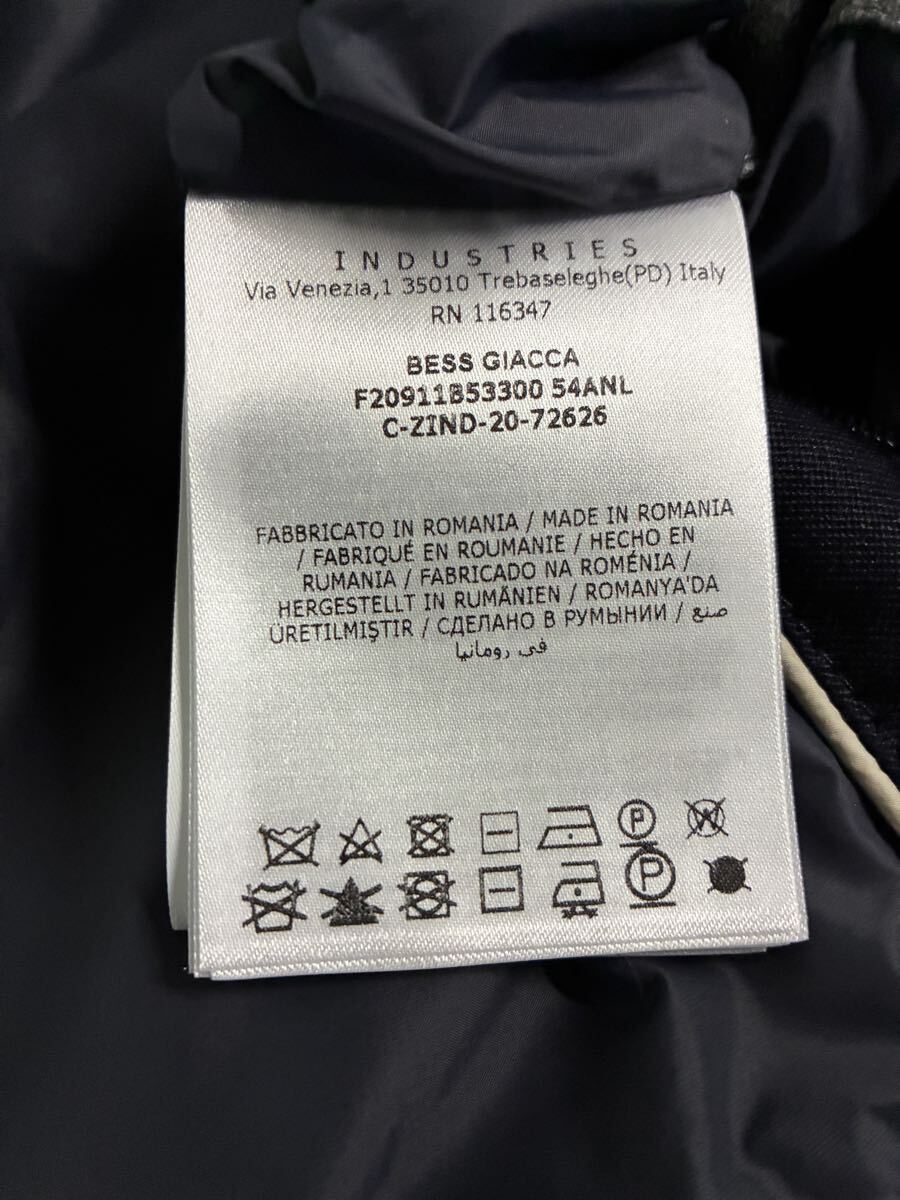 INDUSTRIES
Via Venezia,1 35010 Trebaseleghe(PD) Italy
RN 116347
BESS GIACCA
F20911B53300 54ANL
C-ZIND-20-72626
FABBRICATO IN ROMANIA / MADE IN ROMANIA
/ FABRIQUÉ EN ROUMANIE / HECHO EN
RUMANIA / FABRICADO NA ROMÉNIA /
HERGESTELLT IN RUMÄNIEN / ROMANYA'DA
ÜRETILMIŞTIR / СДЕЛАНО В РУМЫНИИ / صنع
في رومانيا
P W
P